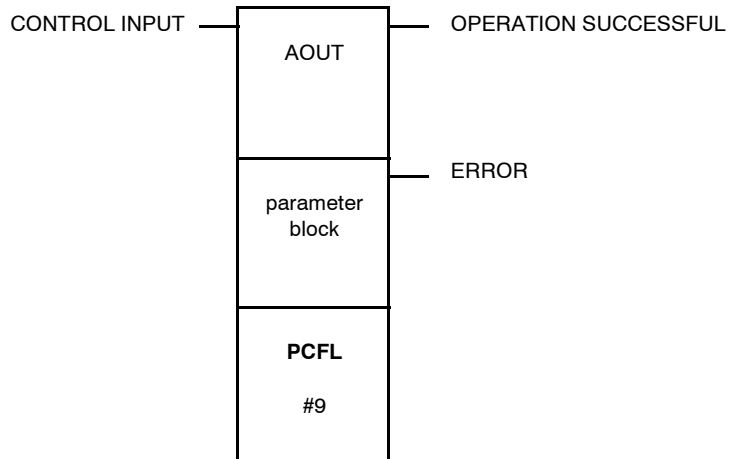 CONTROL INPUT
OPERATION SUCCESSFUL
AOUT
ERROR
parameter
block
PCFL
#9